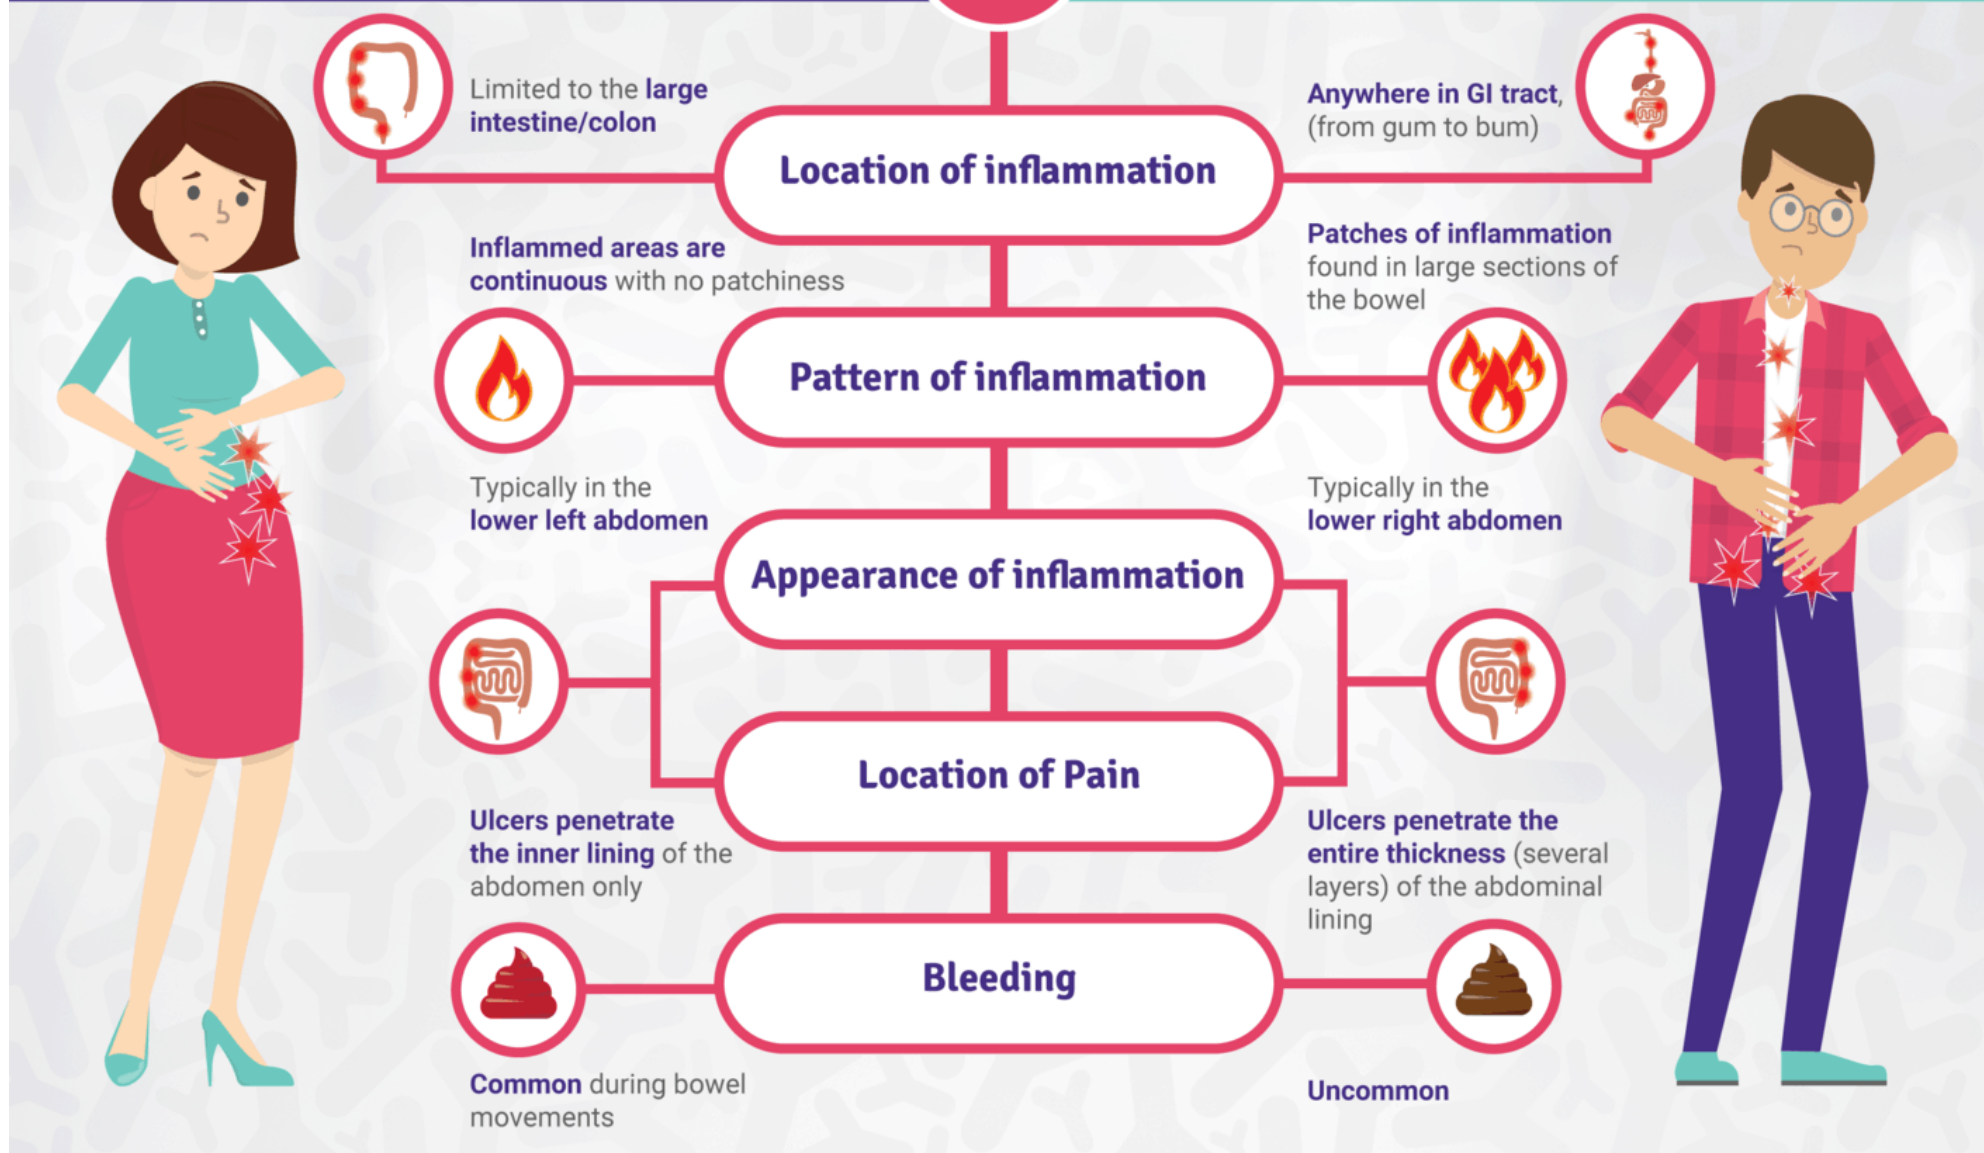 Limited to the large
intestine/colon
Location of inflammation
Anywhere in GI tract,
(from gum to bum)
Inflammed areas are
continuous with no patchiness
Pattern of inflammation
Patches of inflammation
found in large sections of
the bowel
Typically in the
lower left abdomen
Appearance of inflammation
Typically in the
lower right abdomen
Location of Pain
Ulcers penetrate
the inner lining of the
abdomen only
Ulcers penetrate the
entire thickness (several
layers) of the abdominal
lining
Bleeding
Common during bowel
movements
Uncommon